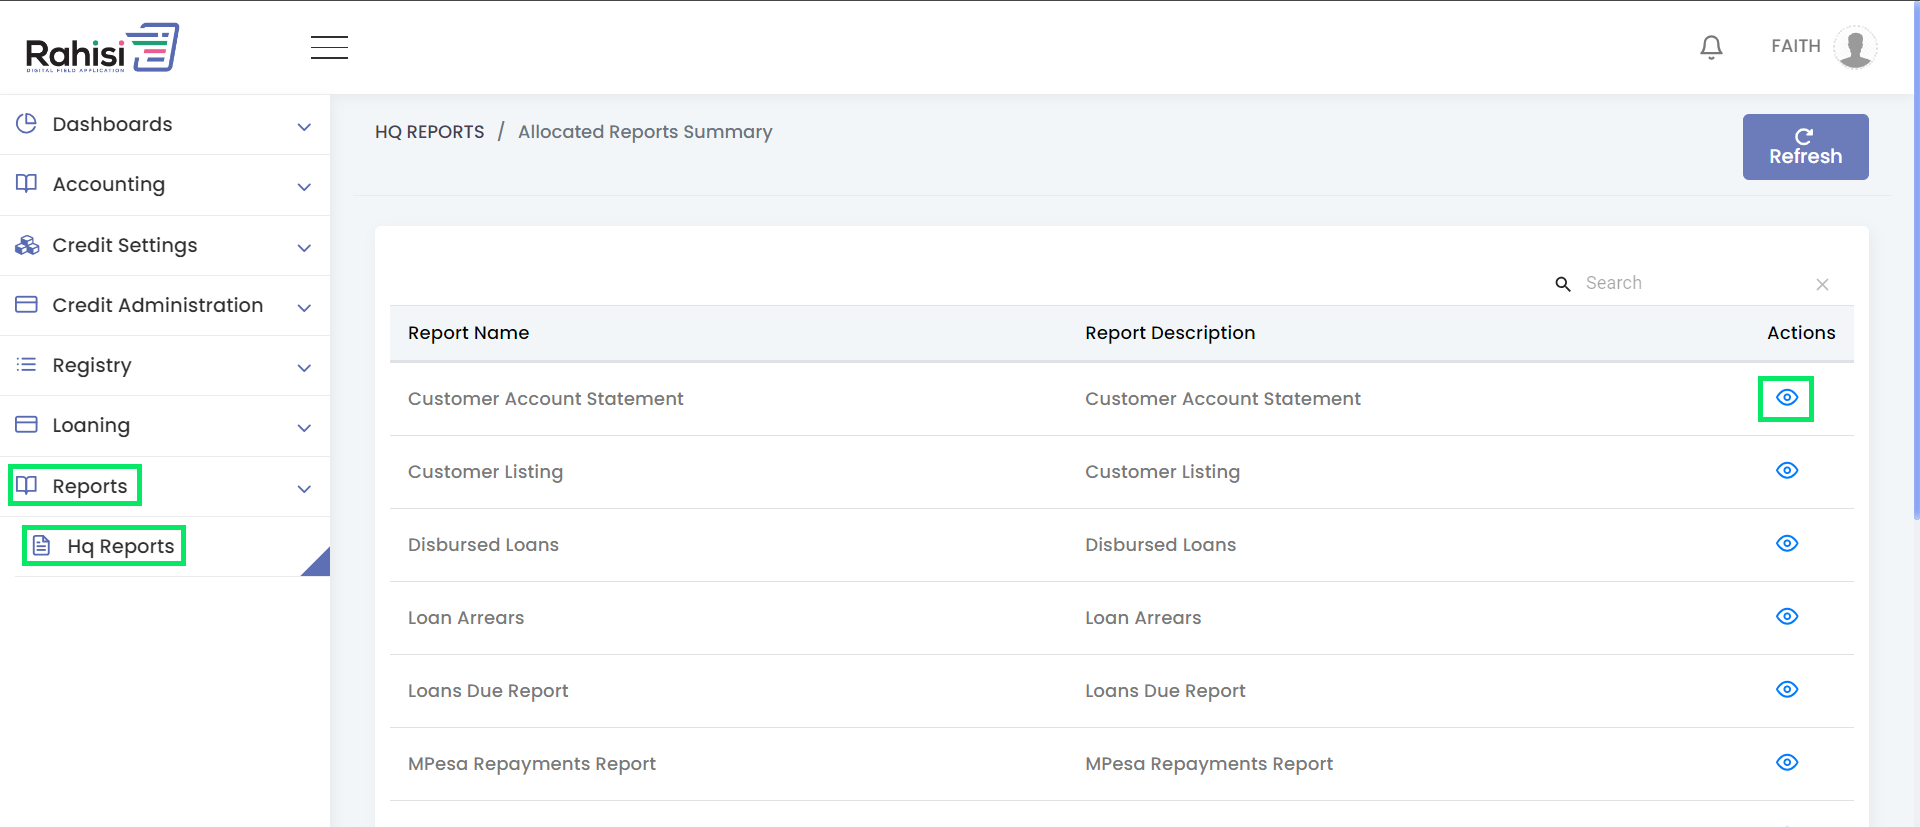 Rahisi
DIGITAL FIELD APPLICATION
FAITH
Dashboards
Accounting
Credit Settings
Credit Administration
Registry
Loaning
Reports
Hq Reports
HQ REPORTS / Allocated Reports Summary
Refresh
Search
Report Name Report Description Actions
Customer Account Statement Customer Account Statement
Customer Listing Customer Listing
Disbursed Loans Disbursed Loans
Loan Arrears Loan Arrears
Loans Due Report Loans Due Report
MPesa Repayments Report MPesa Repayments Report